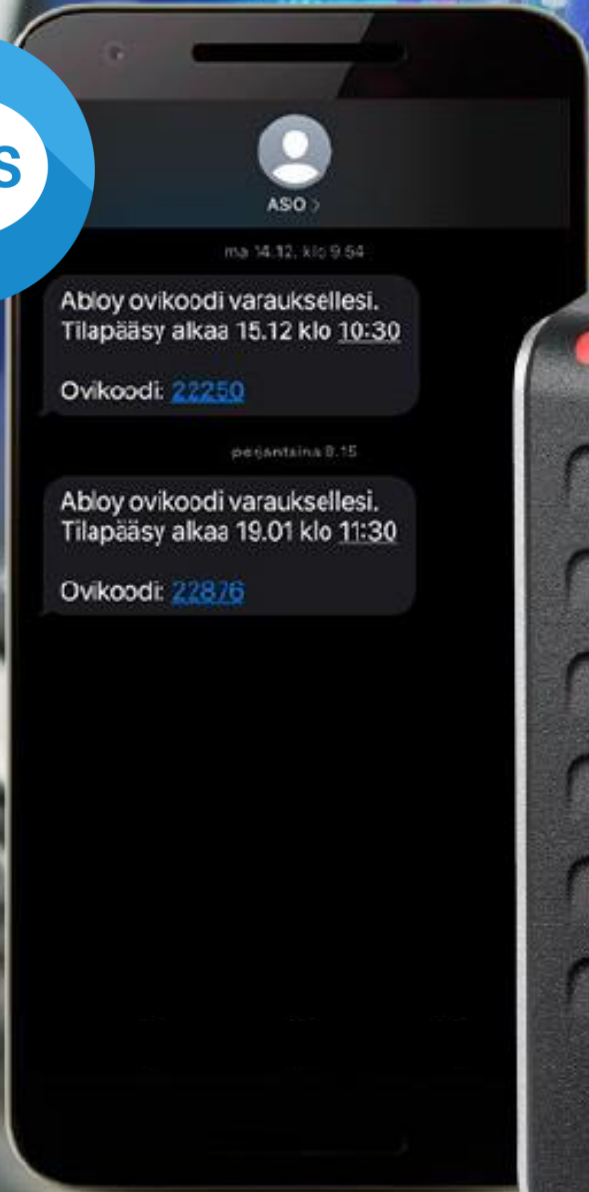 S
ASO >
ma 14.12. klo 9.54
Abloy ovikoodi varauksellesi.
Tilapääsy alkaa 15.12 klo 10:30
Ovikoodi: 22250
perjantaina 8.15
Abloy ovikoodi varauksellesi.
Tilapääsy alkaa 19.01 klo 11:30
Ovikoodi: 22876